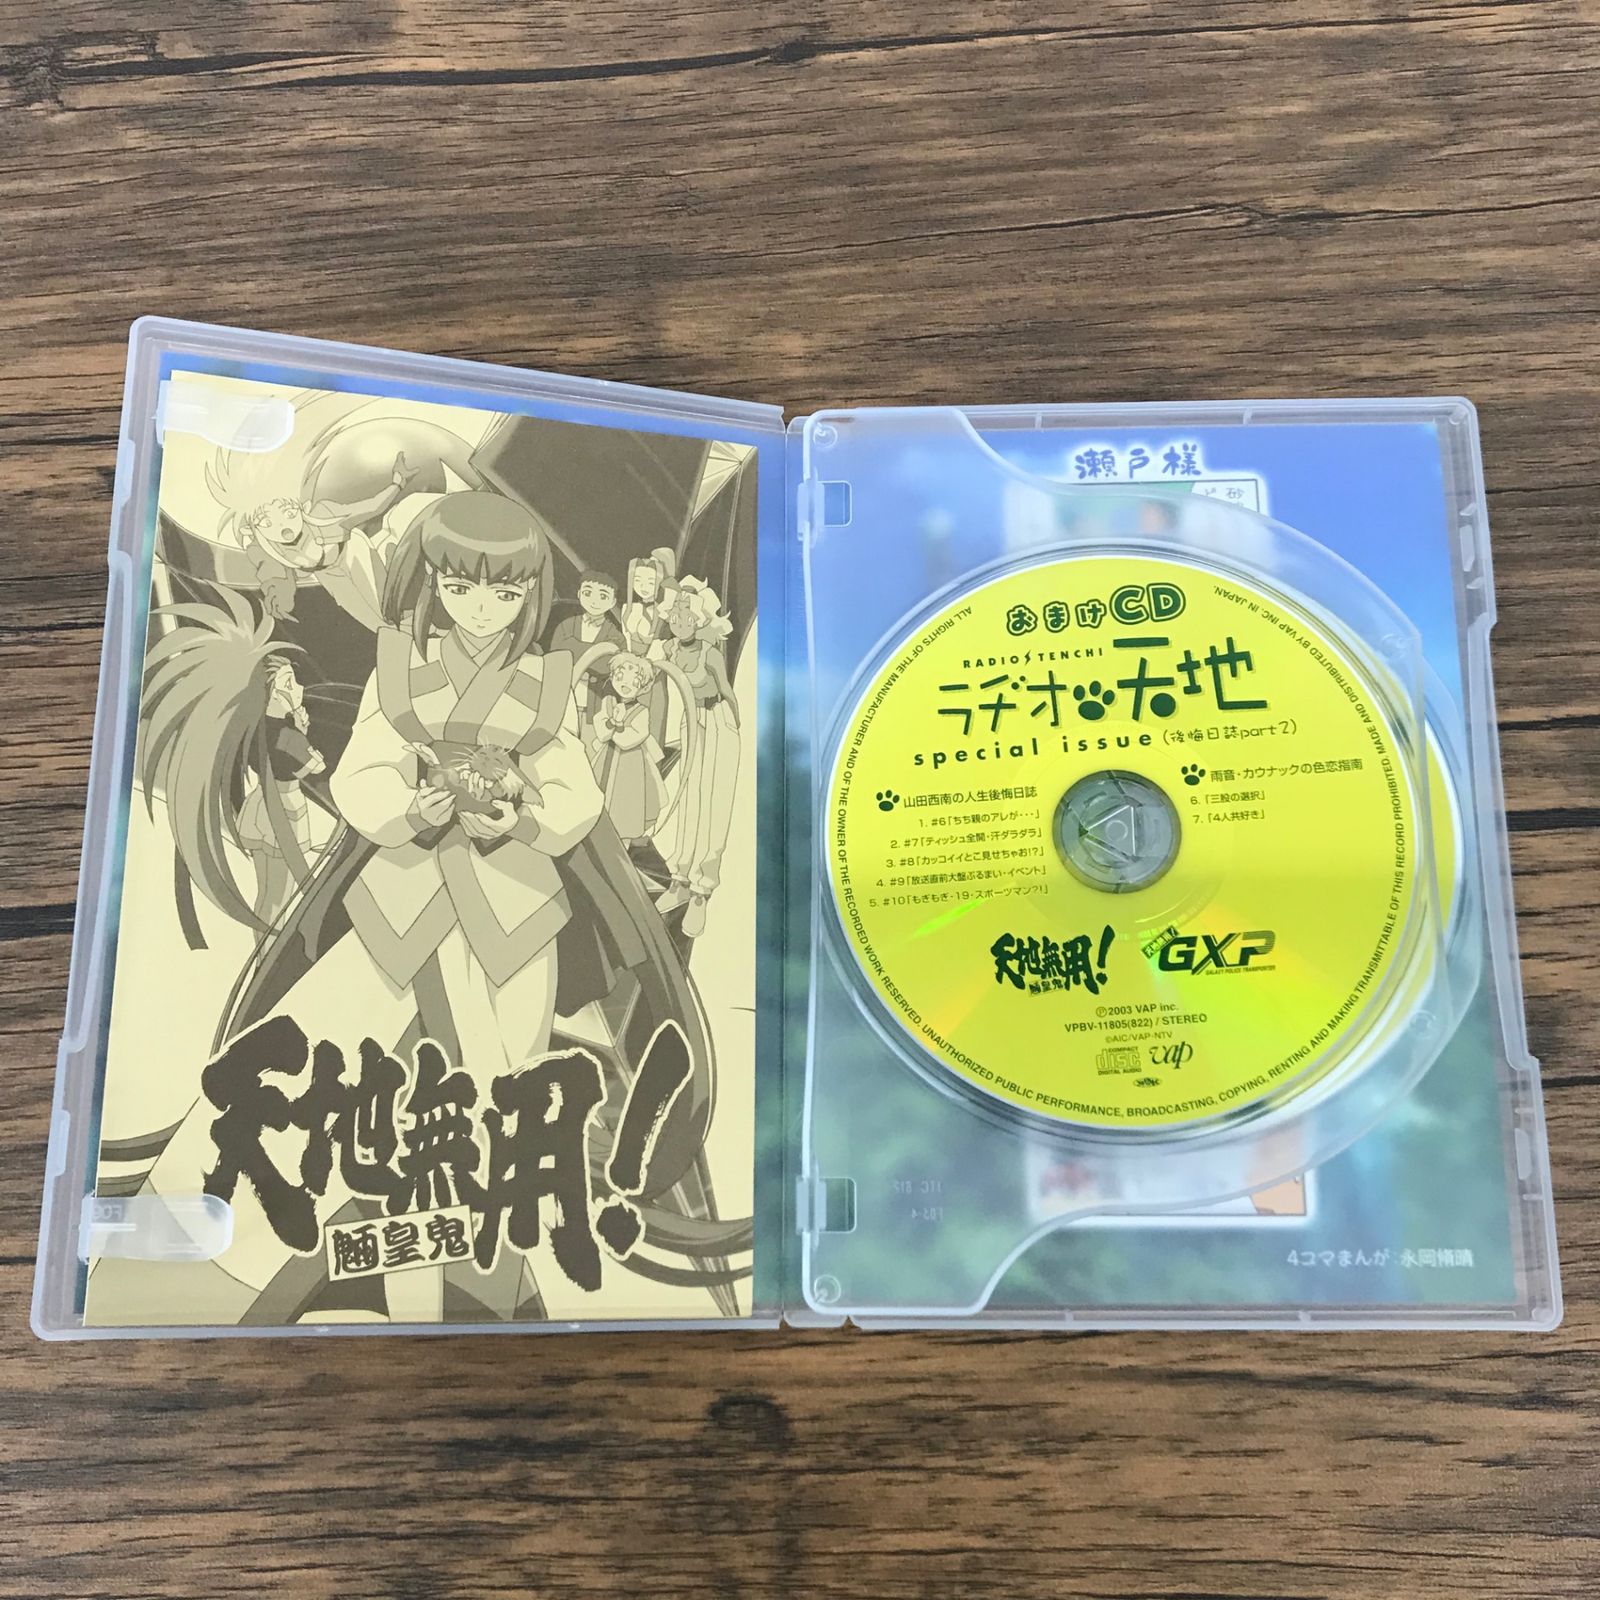 天地無用!
魎皇鬼
瀬戸様
おまけCD
RADIO TENCHI
ラヂオ天地
special issue (後悔日誌part2)
山田西南の人生後悔日誌
1. #6「ちち親のアレが・・・」
2. #7「ティッシュ全開・汗ダラダラ」
3. #8「カッコイイとこ見せちゃお!?」
4. #9「放送直前大盤ぶるまい・イベント」
5. #10「もぎもぎ・19・スポーツマン?!」
雨音・カウナックの色恋指南
6.「三股の選択」
7.「4人共好き」
天地無用!
魎皇鬼
天地無用!
GXP
GALAXY POLICE TRANSPORTER
Ⓟ2003 VAP inc.
VPBV-11805(822) / STEREO
©AIC/VAP・NTV
COMPACT
disc
DIGITAL AUDIO
vap
ALL RIGHTS OF THE MANUFACTURER AND OF THE OWNER OF THE RECORDED WORK RESERVED. UNAUTHORIZED PUBLIC PERFORMANCE, BROADCASTING, COPYING, RENTING AND MAKING TRANSMITTABLE OF THIS RECORD PROHIBITED. MADE AND DISTRIBUTED BY VAP INC. IN JAPAN.
4コマまんが:永岡脩晴